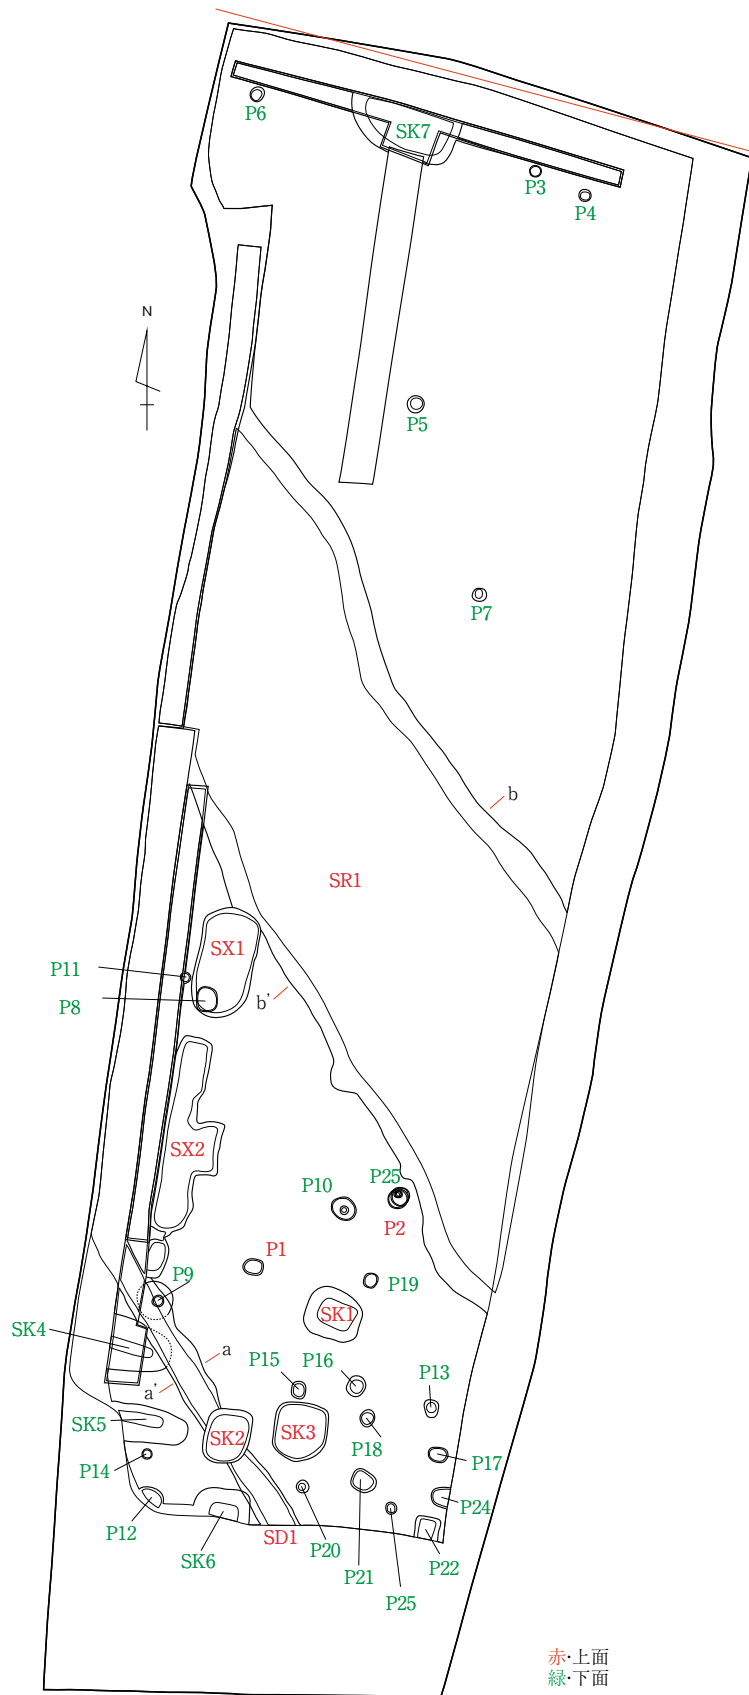 P6
SK7
P3
P4
N
P5
P7
b
SR1
SX1
P11
b'
P8
SX2
P10
P25
P2
P1
P9
P19
SK1
SK4
a
P15
P16
a'
P13
SK5
SK2
SK3
P18
P14
P17
P24
P12
SD1
P20
P22
SK6
P21
P25
赤・上面
緑・下面